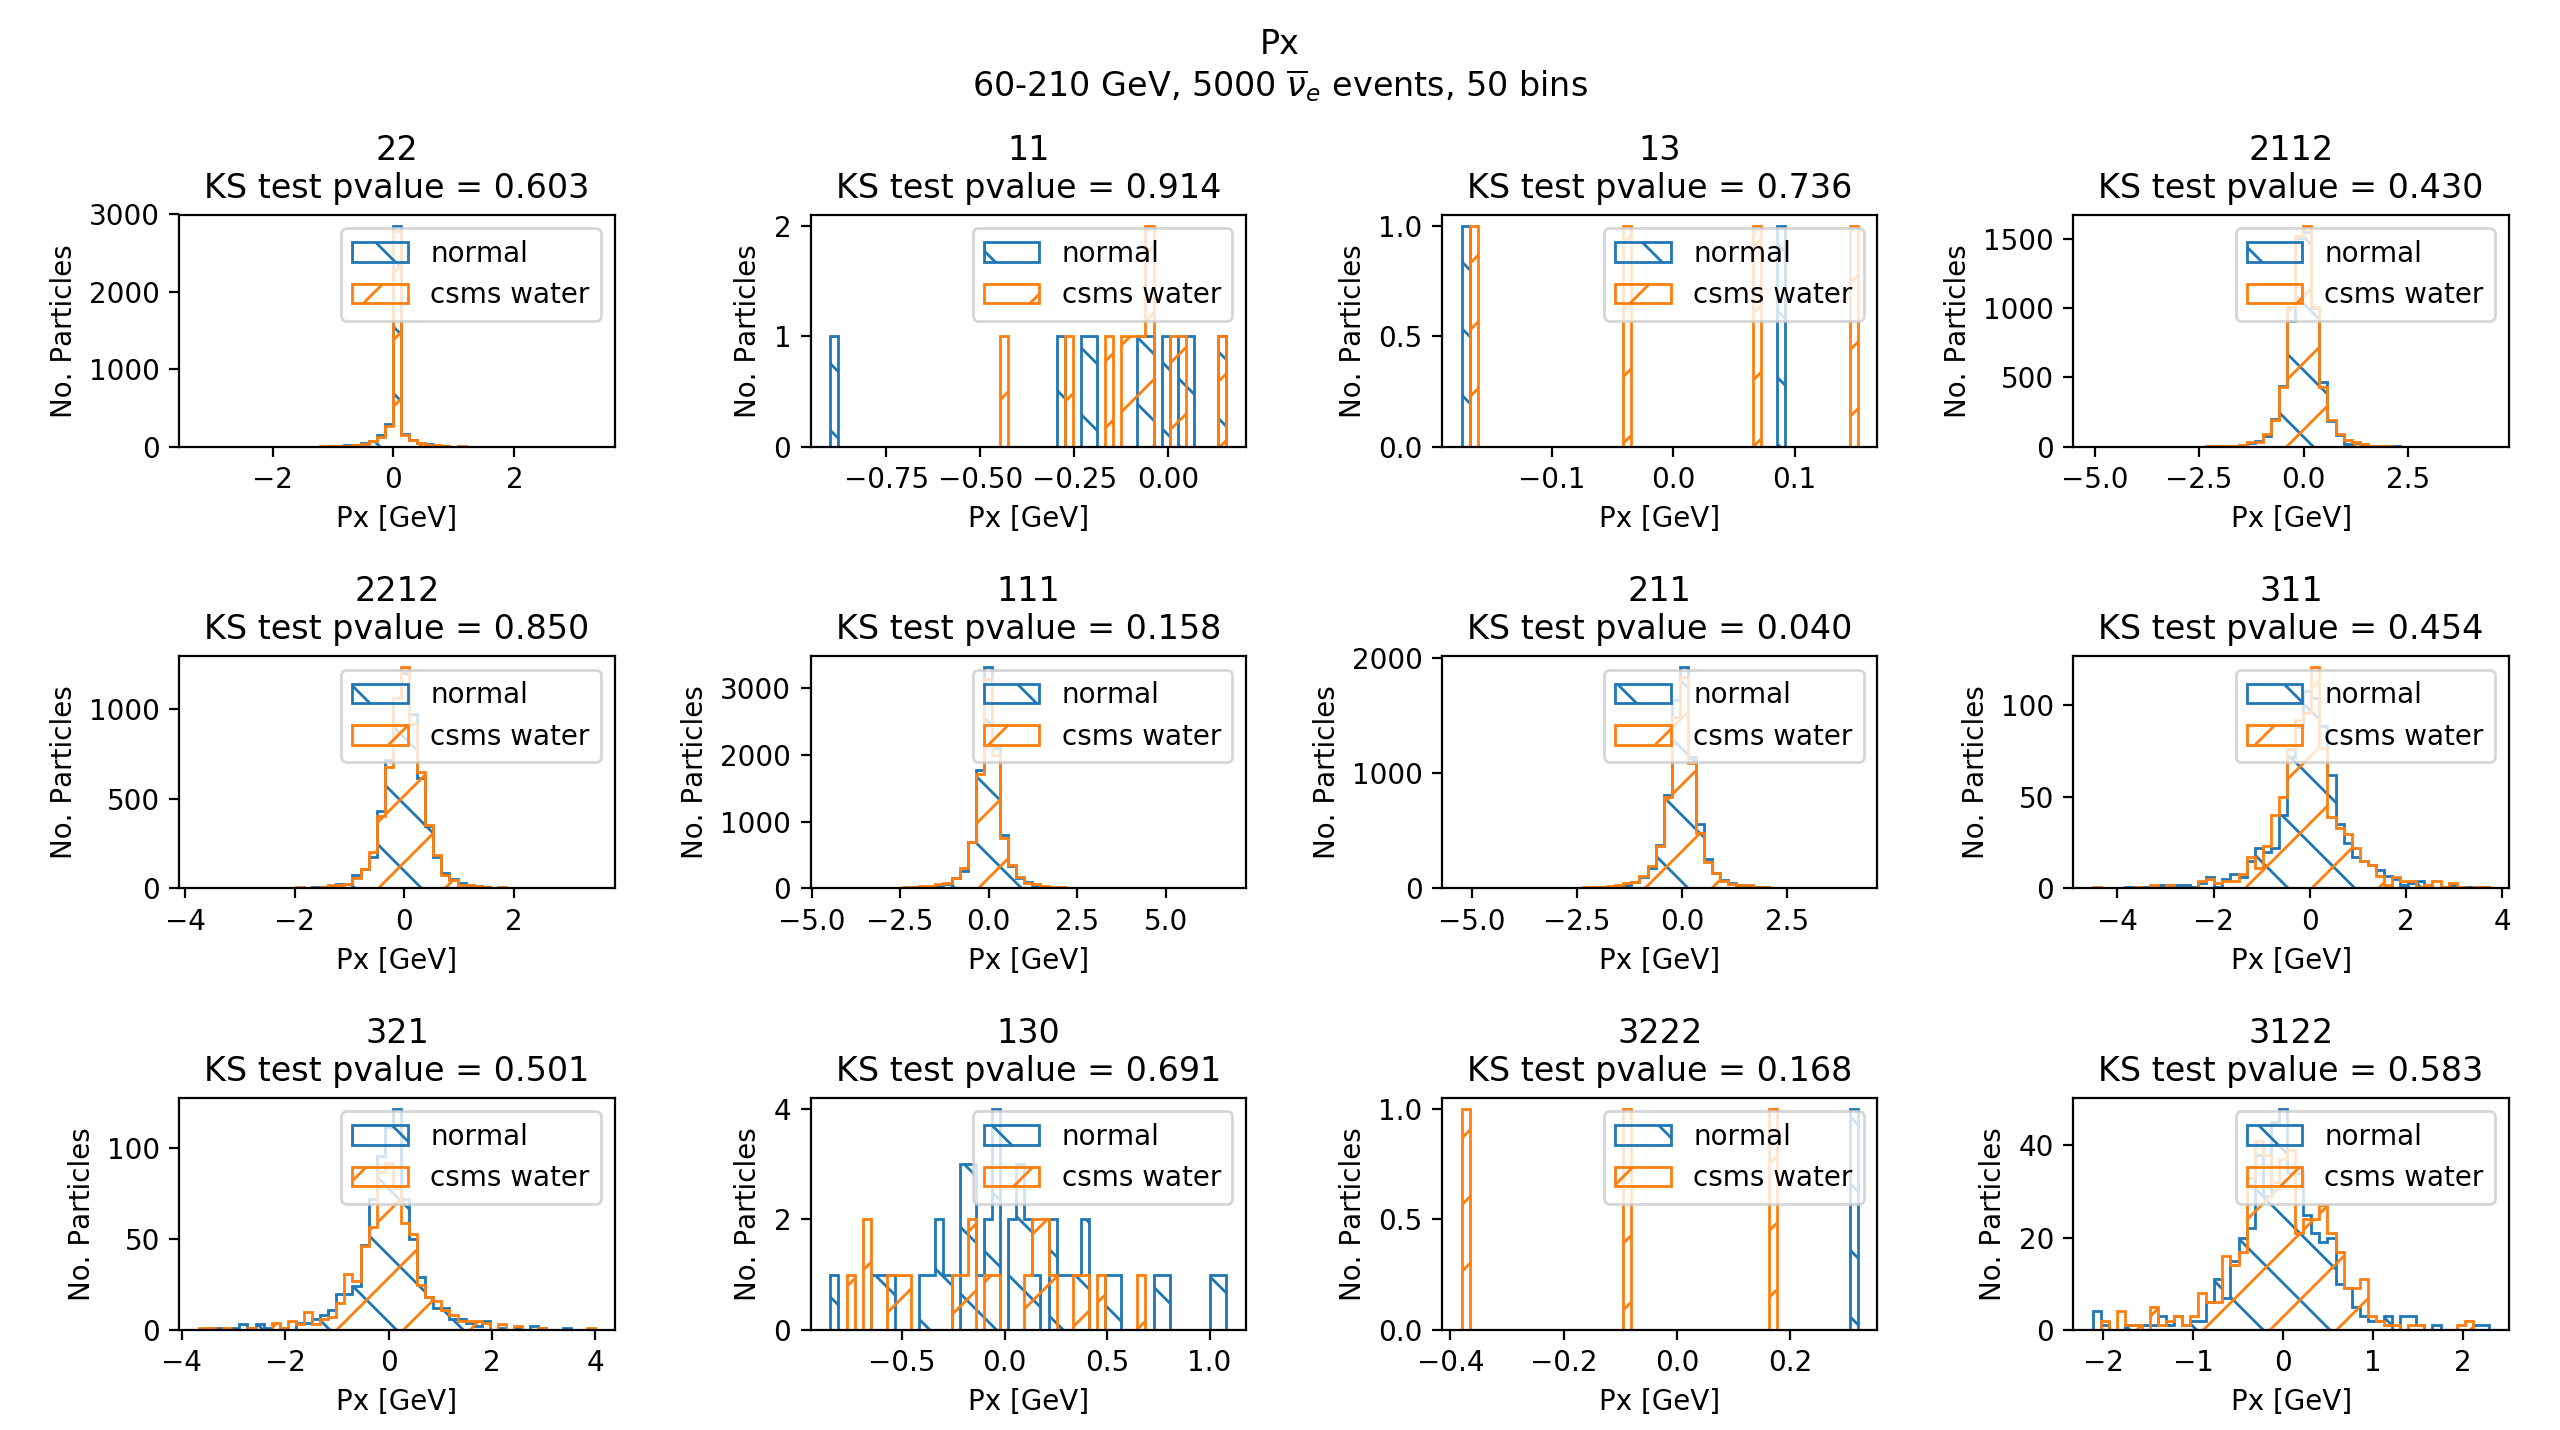 Px
60-210 GeV, 5000 ν̅e events, 50 bins
22
KS test pvalue = 0.603
3000
2000
1000
0
No. Particles
normal
csms water
−2
0
2
Px [GeV]
11
KS test pvalue = 0.914
2
1
0
No. Particles
normal
csms water
−0.75
−0.50
−0.25
0.00
Px [GeV]
13
KS test pvalue = 0.736
1.0
0.5
0.0
No. Particles
normal
csms water
−0.1
0.0
0.1
Px [GeV]
2112
KS test pvalue = 0.430
1500
1000
500
0
No. Particles
normal
csms water
−5.0
−2.5
0.0
2.5
Px [GeV]
2212
KS test pvalue = 0.850
1000
500
0
No. Particles
normal
csms water
−4
−2
0
2
Px [GeV]
111
KS test pvalue = 0.158
3000
2000
1000
0
No. Particles
normal
csms water
−5.0
−2.5
0.0
2.5
5.0
Px [GeV]
211
KS test pvalue = 0.040
2000
1000
0
No. Particles
normal
csms water
−5.0
−2.5
0.0
2.5
Px [GeV]
311
KS test pvalue = 0.454
100
50
0
No. Particles
normal
csms water
−4
−2
0
2
4
Px [GeV]
321
KS test pvalue = 0.501
100
50
0
No. Particles
normal
csms water
−4
−2
0
2
4
Px [GeV]
130
KS test pvalue = 0.691
4
2
0
No. Particles
normal
csms water
−0.5
0.0
0.5
1.0
Px [GeV]
3222
KS test pvalue = 0.168
1.0
0.5
0.0
No. Particles
normal
csms water
−0.4
−0.2
0.0
0.2
Px [GeV]
3122
KS test pvalue = 0.583
40
20
0
No. Particles
normal
csms water
−2
−1
0
1
2
Px [GeV]